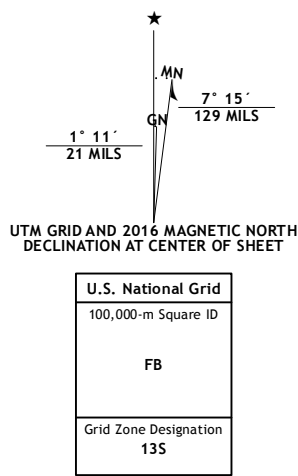 MN
7° 15´
129 MILS
GN
1° 11´
21 MILS
UTM GRID AND 2016 MAGNETIC NORTH
DECLINATION AT CENTER OF SHEET
U.S. National Grid
100,000-m Square ID
FB
Grid Zone Designation
13S